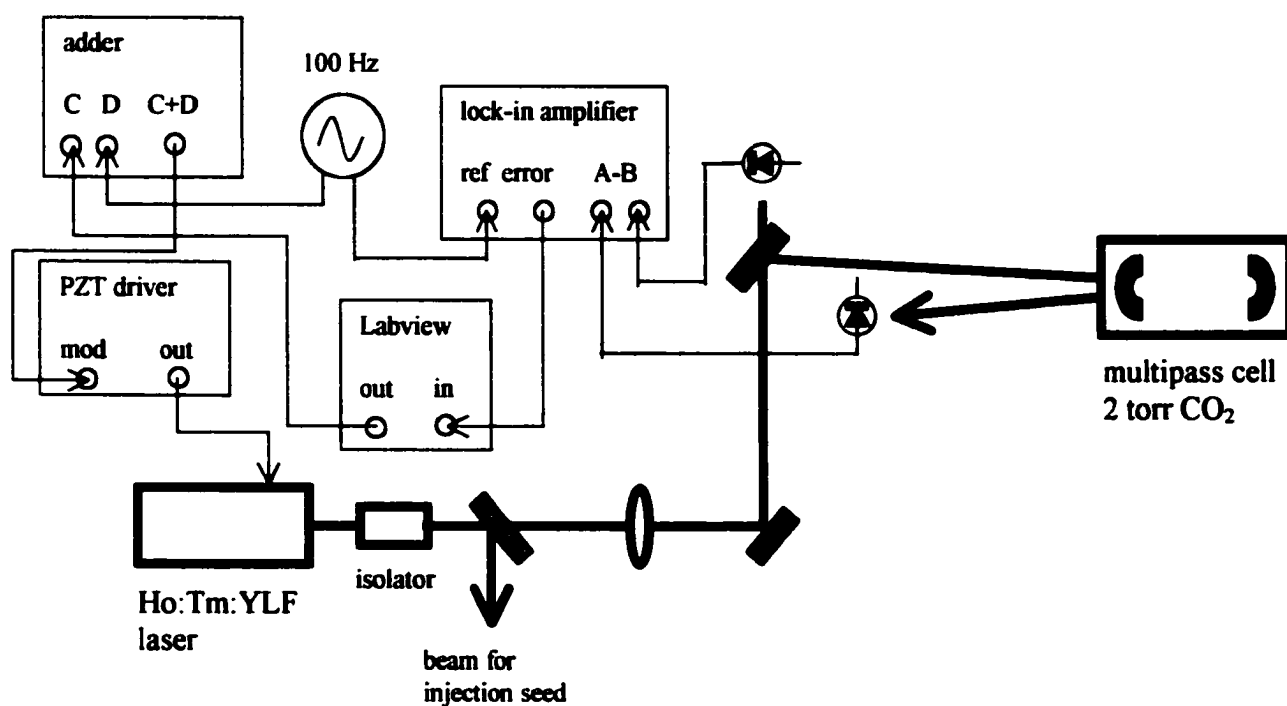 adder
C D C+D
100 Hz
lock-in amplifier
ref error A-B
PZT driver
mod out
Labview
out in
multipass cell
2 torr CO₂
isolator
Ho:Tm:YLF
laser
beam for
injection seed